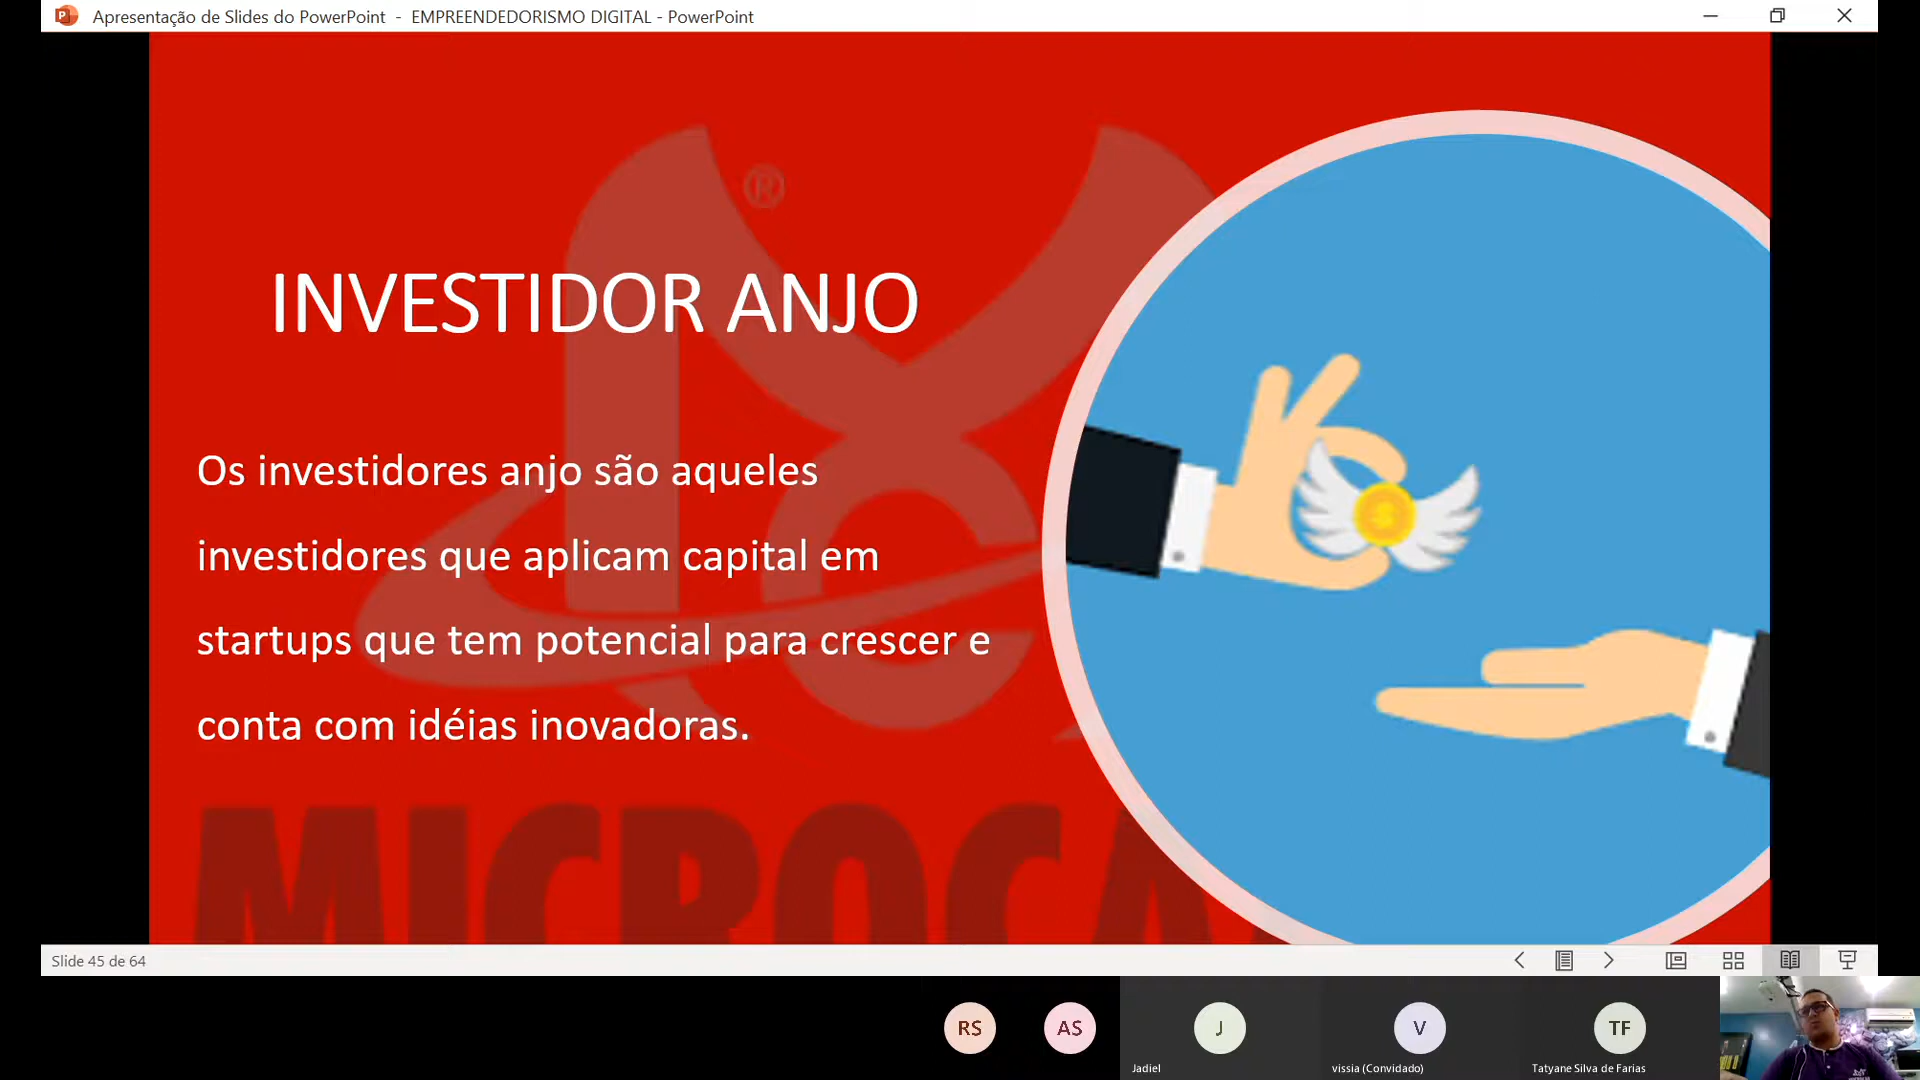 Apresentação de Slides do PowerPoint - EMPREENDEDORISMO DIGITAL - PowerPoint
®
INVESTIDOR ANJO
Os investidores anjo são aqueles
investidores que aplicam capital em
startups que tem potencial para crescer e
conta com idéias inovadoras.
MICROCA
Slide 45 de 64
RS
AS
J
V
TF
Jadiel
vissia (Convidado)
Tatyane Silva de Farias